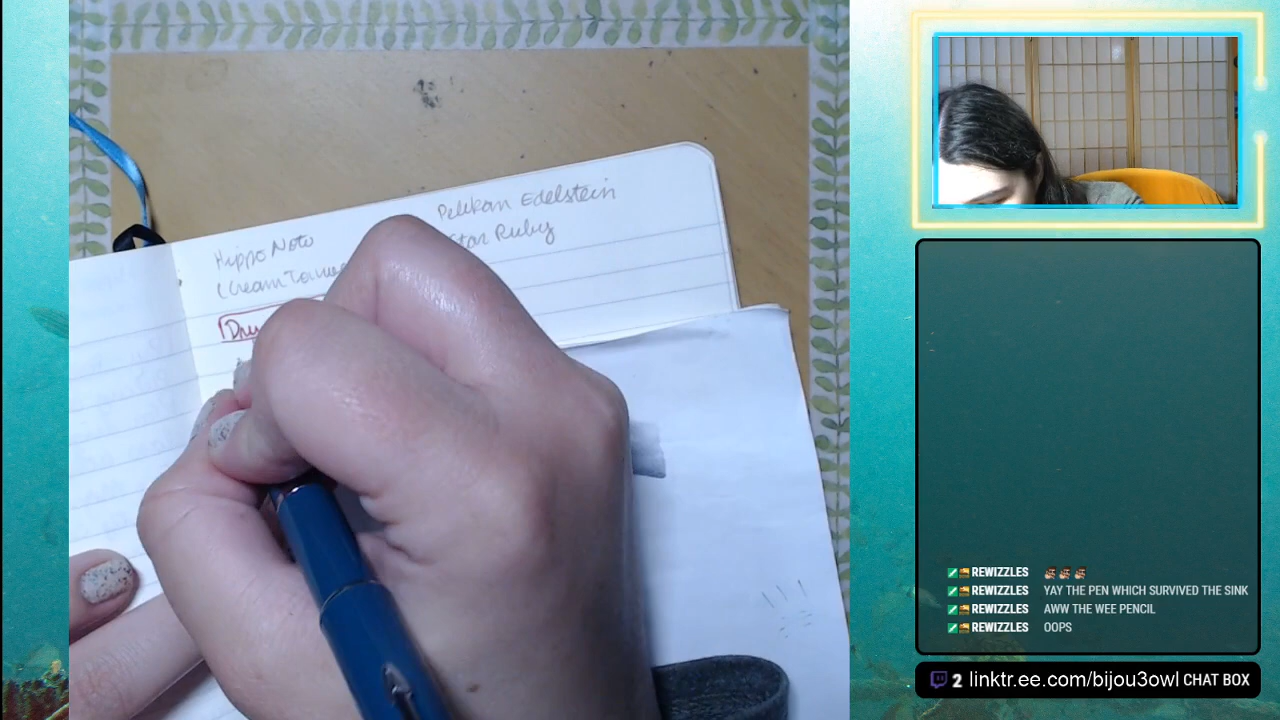 Pelikan Edelstein
Star Ruby
Hippo Noto
REWIZZLES
REWIZZLES YAY THE PEN WHICH SURVIVED THE SINK
REWIZZLES AWW THE WEE PENCIL
REWIZZLES OOPS
2 linktr.ee.com/bijou3owl CHAT BOX